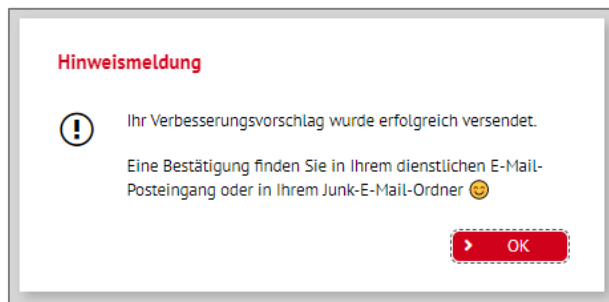 Hinweismeldung
Ihr Verbesserungsvorschlag wurde erfolgreich versendet.
Eine Bestätigung finden Sie in Ihrem dienstlichen E-Mail-
Posteingang oder in Ihrem Junk-E-Mail-Ordner 😊
OK